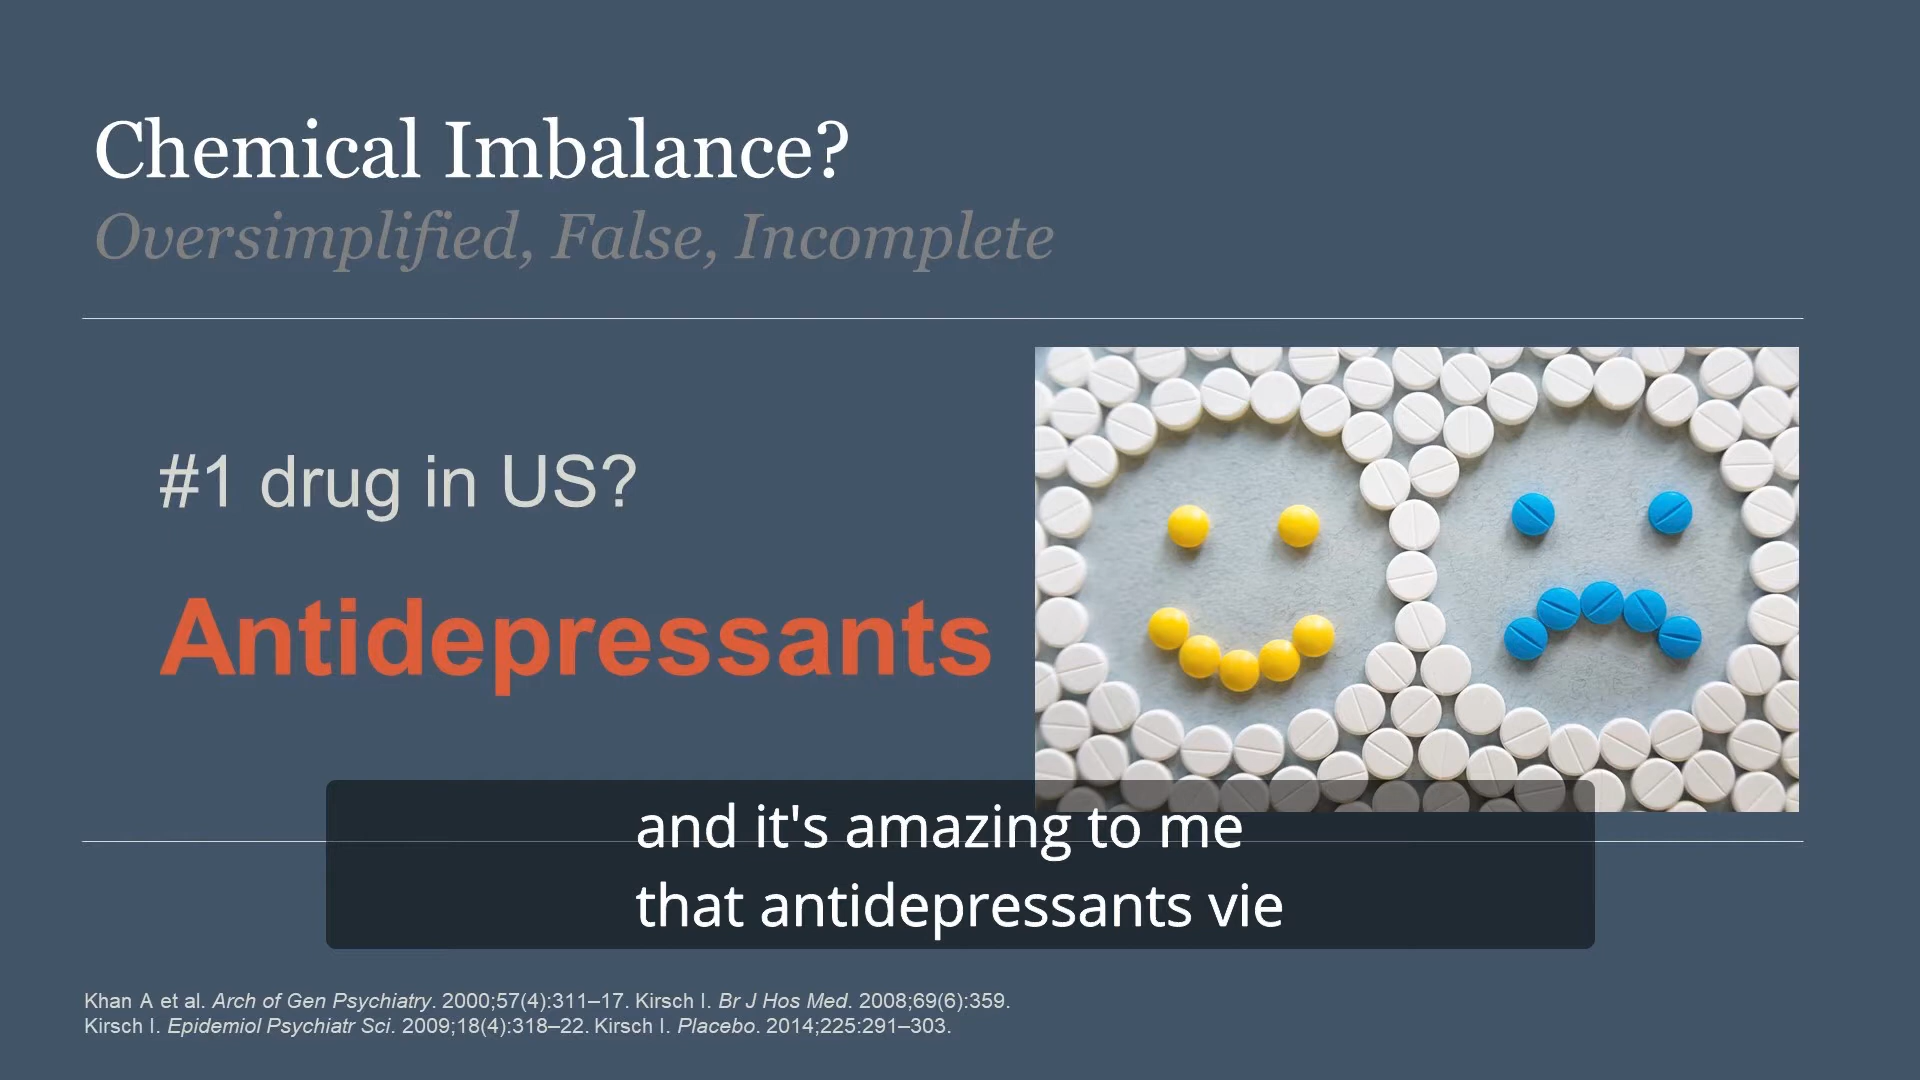 Chemical Imbalance?
Oversimplified, False, Incomplete
#1 drug in US?
Antidepressants
and it's amazing to me
that antidepressants vie
Khan A et al. Arch of Gen Psychiatry. 2000;57(4):311–17. Kirsch I. Br J Hos Med. 2008;69(6):359.
Kirsch I. Epidemiol Psychiatr Sci. 2009;18(4):318–22. Kirsch I. Placebo. 2014;225:291–303.